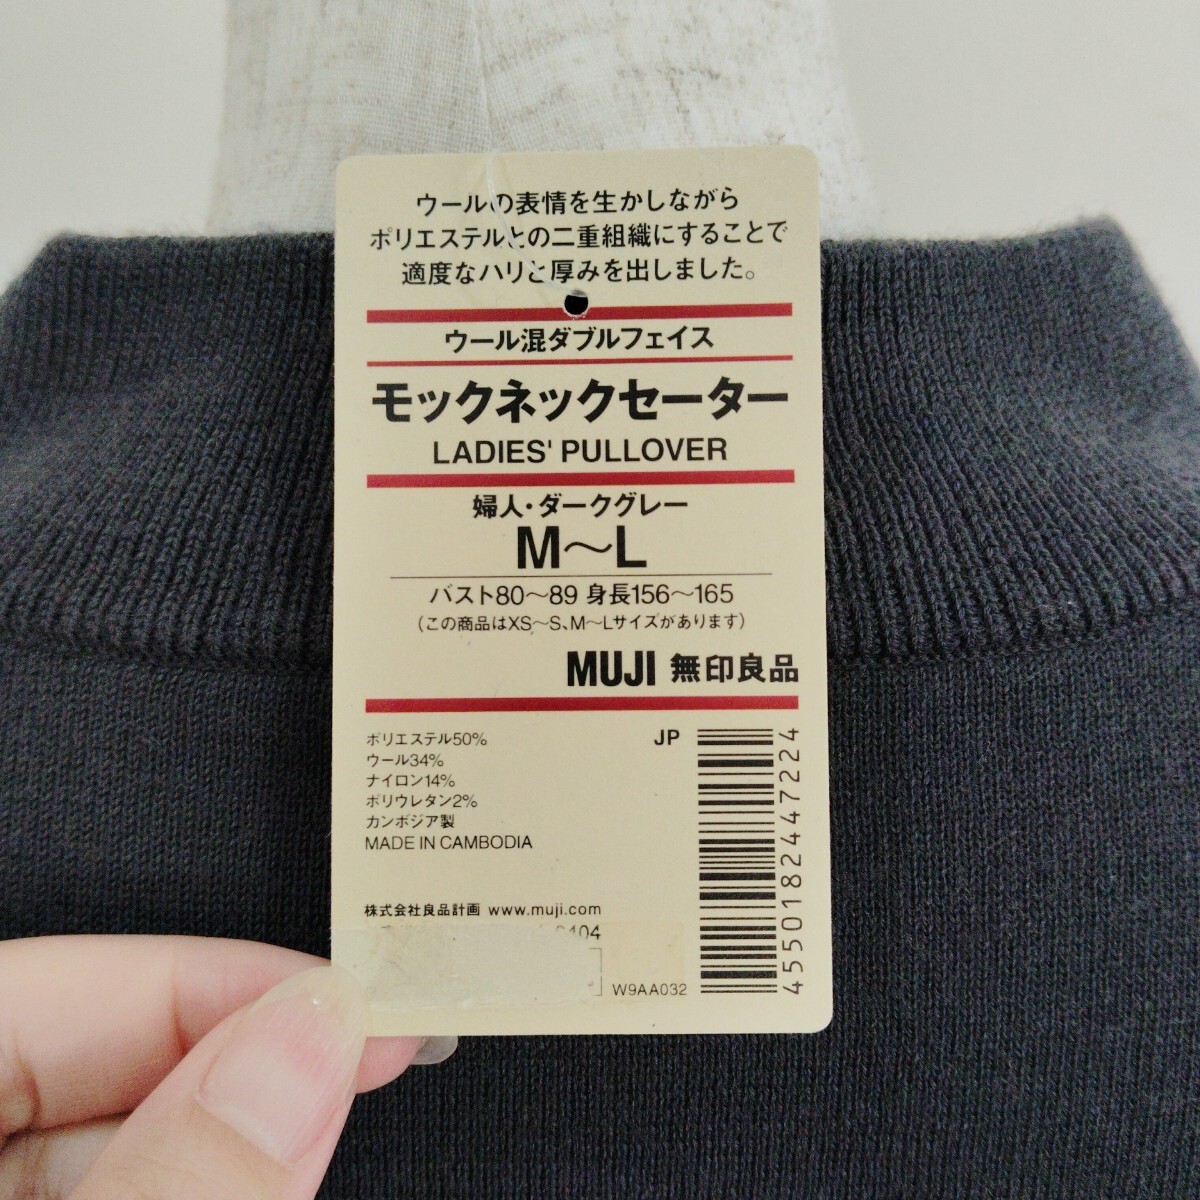 ウールの表情を生かしながら
ポリエステルとの二重組織にすることで
適度なハリと厚みを出しました。
ウール混ダブルフェイス
モックネックセーター
LADIES' PULLOVER
婦人・ダークグレー
M〜L
バスト80〜89 身長156〜165
(この商品はXS〜S、M〜Lサイズがあります)
MUJI 無印良品
ポリエステル50%
ウール34%
ナイロン14%
ポリウレタン2%
カンボジア製
MADE IN CAMBODIA
JP
4550182447224
株式会社良品計画 www.muji.com
0404
W9AA032